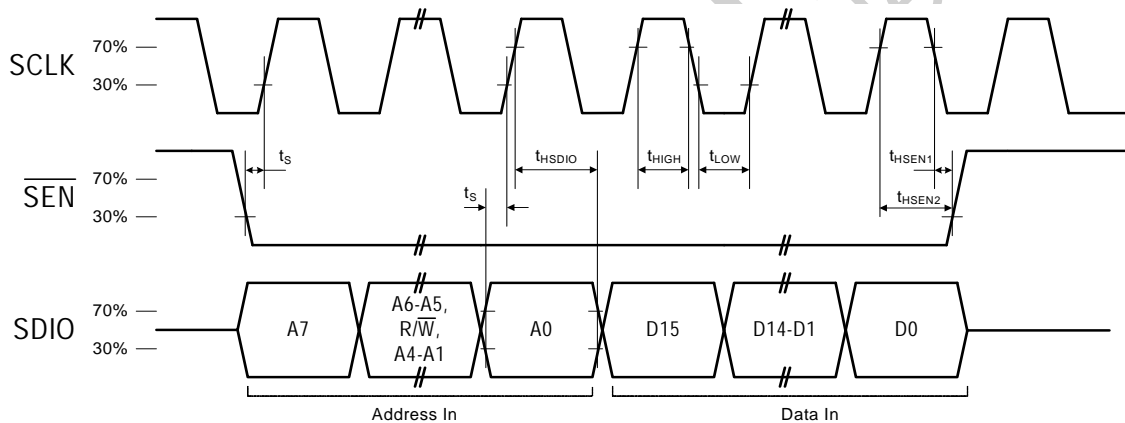 SCLK
70%
30%
tS
tHSDIO
tHIGH
tLOW
tHSEN1
tHSEN2
tS
SEN
70%
30%
SDIO
70%
30%
A7
A6-A5,
R/W,
A4-A1
A0
D15
D14-D1
D0
Address In
Data In